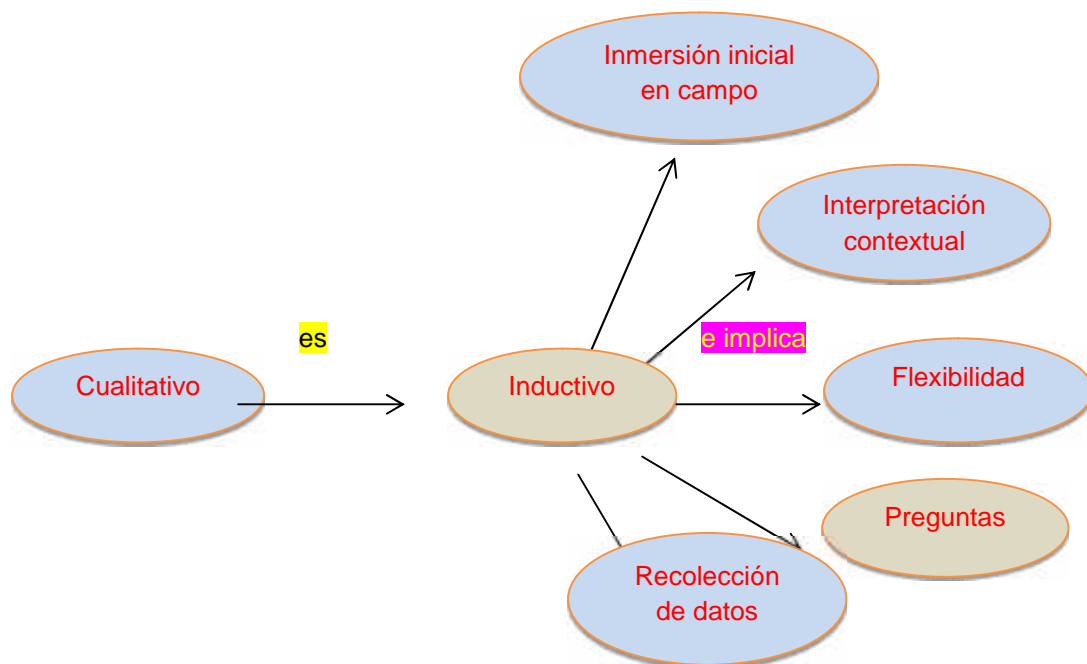 Inmersión inicial
en campo
Interpretación
contextual
es
e implica
Cualitativo
Inductivo
Flexibilidad
Preguntas
Recolección
de datos